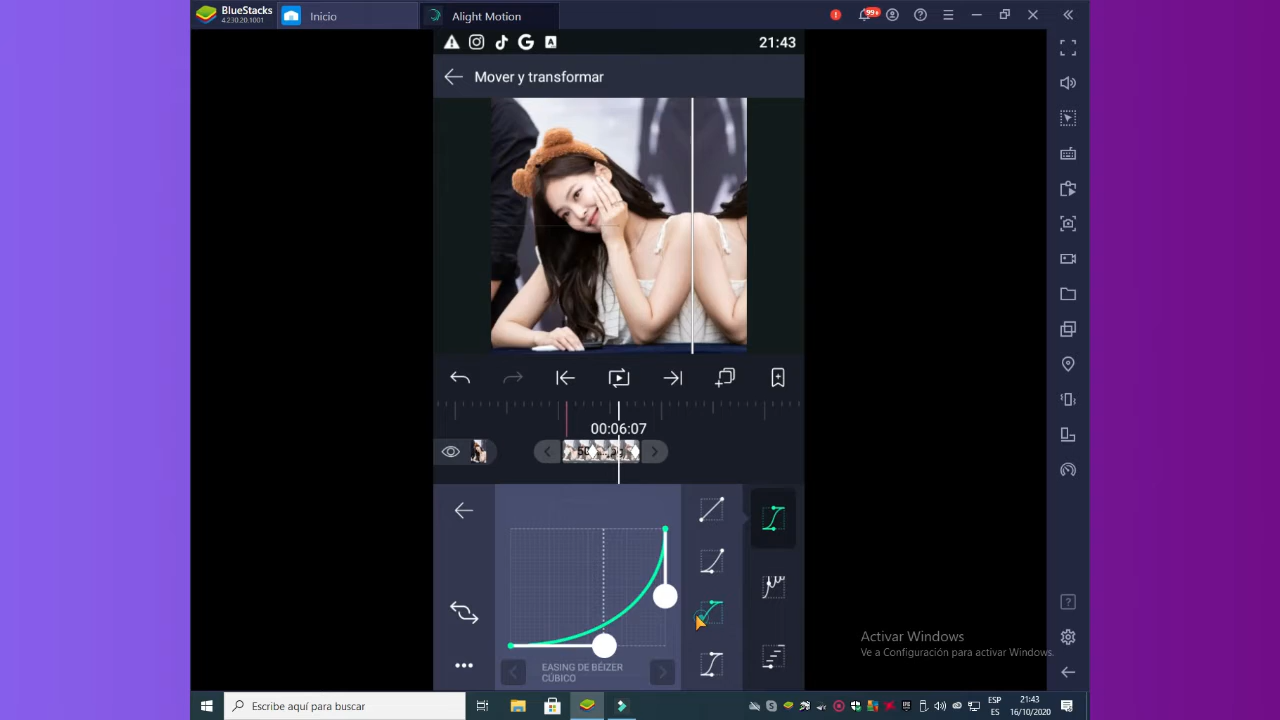 BlueStacks
4.230.20.1001
Inicio
Alight Motion
99+
21:43
Mover y transformar
00:06:07
EASING DE BÉIZER
CÚBICO
Activar Windows
Ve a Configuración para activar Windows.
Escribe aquí para buscar
ESP
ES
21:43
16/10/2020